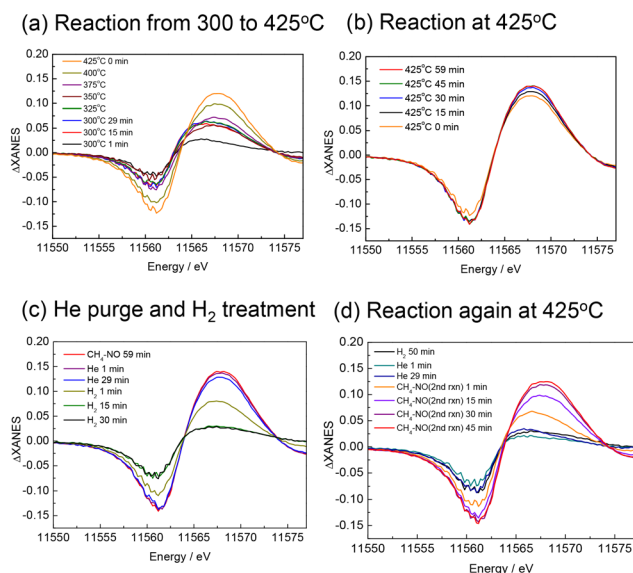 (a) Reaction from 300 to 425°C
0.20
0.15
0.10
0.05
0.00
-0.05
-0.10
-0.15
ΔXANES
425°C 0 min
400°C
375°C
350°C
325°C
300°C 29 min
300°C 15 min
300°C 1 min
11550 11555 11560 11565 11570 11575
Energy / eV
(b) Reaction at 425°C
0.20
0.15
0.10
0.05
0.00
-0.05
-0.10
-0.15
ΔXANES
425°C 59 min
425°C 45 min
425°C 30 min
425°C 15 min
425°C 0 min
11550 11555 11560 11565 11570 11575
Energy / eV
(c) He purge and H₂ treatment
0.20
0.15
0.10
0.05
0.00
-0.05
-0.10
-0.15
ΔXANES
CH₄-NO 59 min
He 1 min
He 29 min
H₂ 1 min
H₂ 15 min
H₂ 30 min
11550 11555 11560 11565 11570 11575
Energy / eV
(d) Reaction again at 425°C
0.20
0.15
0.10
0.05
0.00
-0.05
-0.10
-0.15
ΔXANES
H₂ 50 min
He 1 min
He 29 min
CH₄-NO(2nd rxn) 1 min
CH₄-NO(2nd rxn) 15 min
CH₄-NO(2nd rxn) 30 min
CH₄-NO(2nd rxn) 45 min
11550 11555 11560 11565 11570 11575
Energy / eV